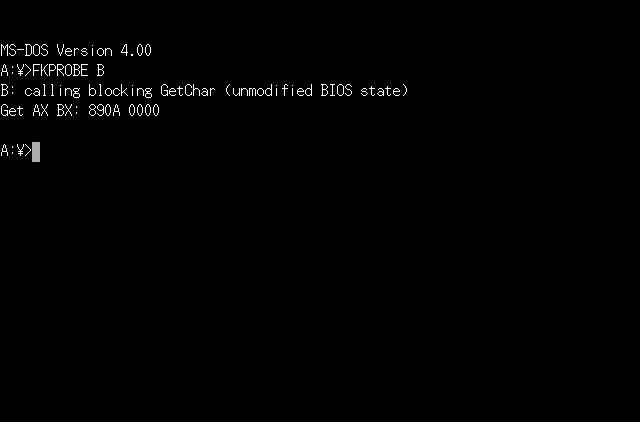 MS-DOS Version 4.00
A:¥>FKPROBE B
B: calling blocking GetChar (unmodified BIOS state)
Get AX BX: 890A 0000
A:¥>